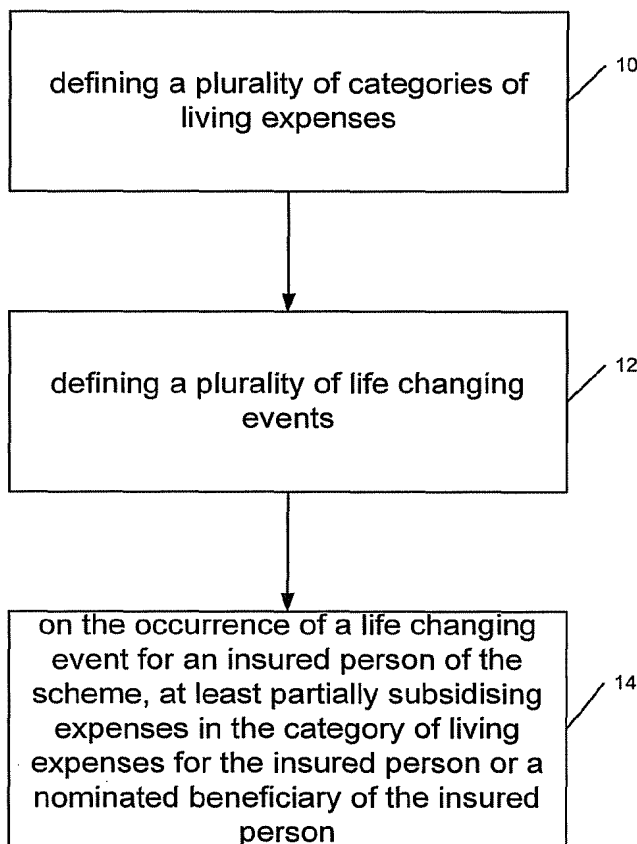 defining a plurality of categories of
living expenses
10
defining a plurality of life changing
events
12
on the occurrence of a life changing
event for an insured person of the
scheme, at least partially subsidising
expenses in the category of living
expenses for the insured person or a
nominated beneficiary of the insured
person
14